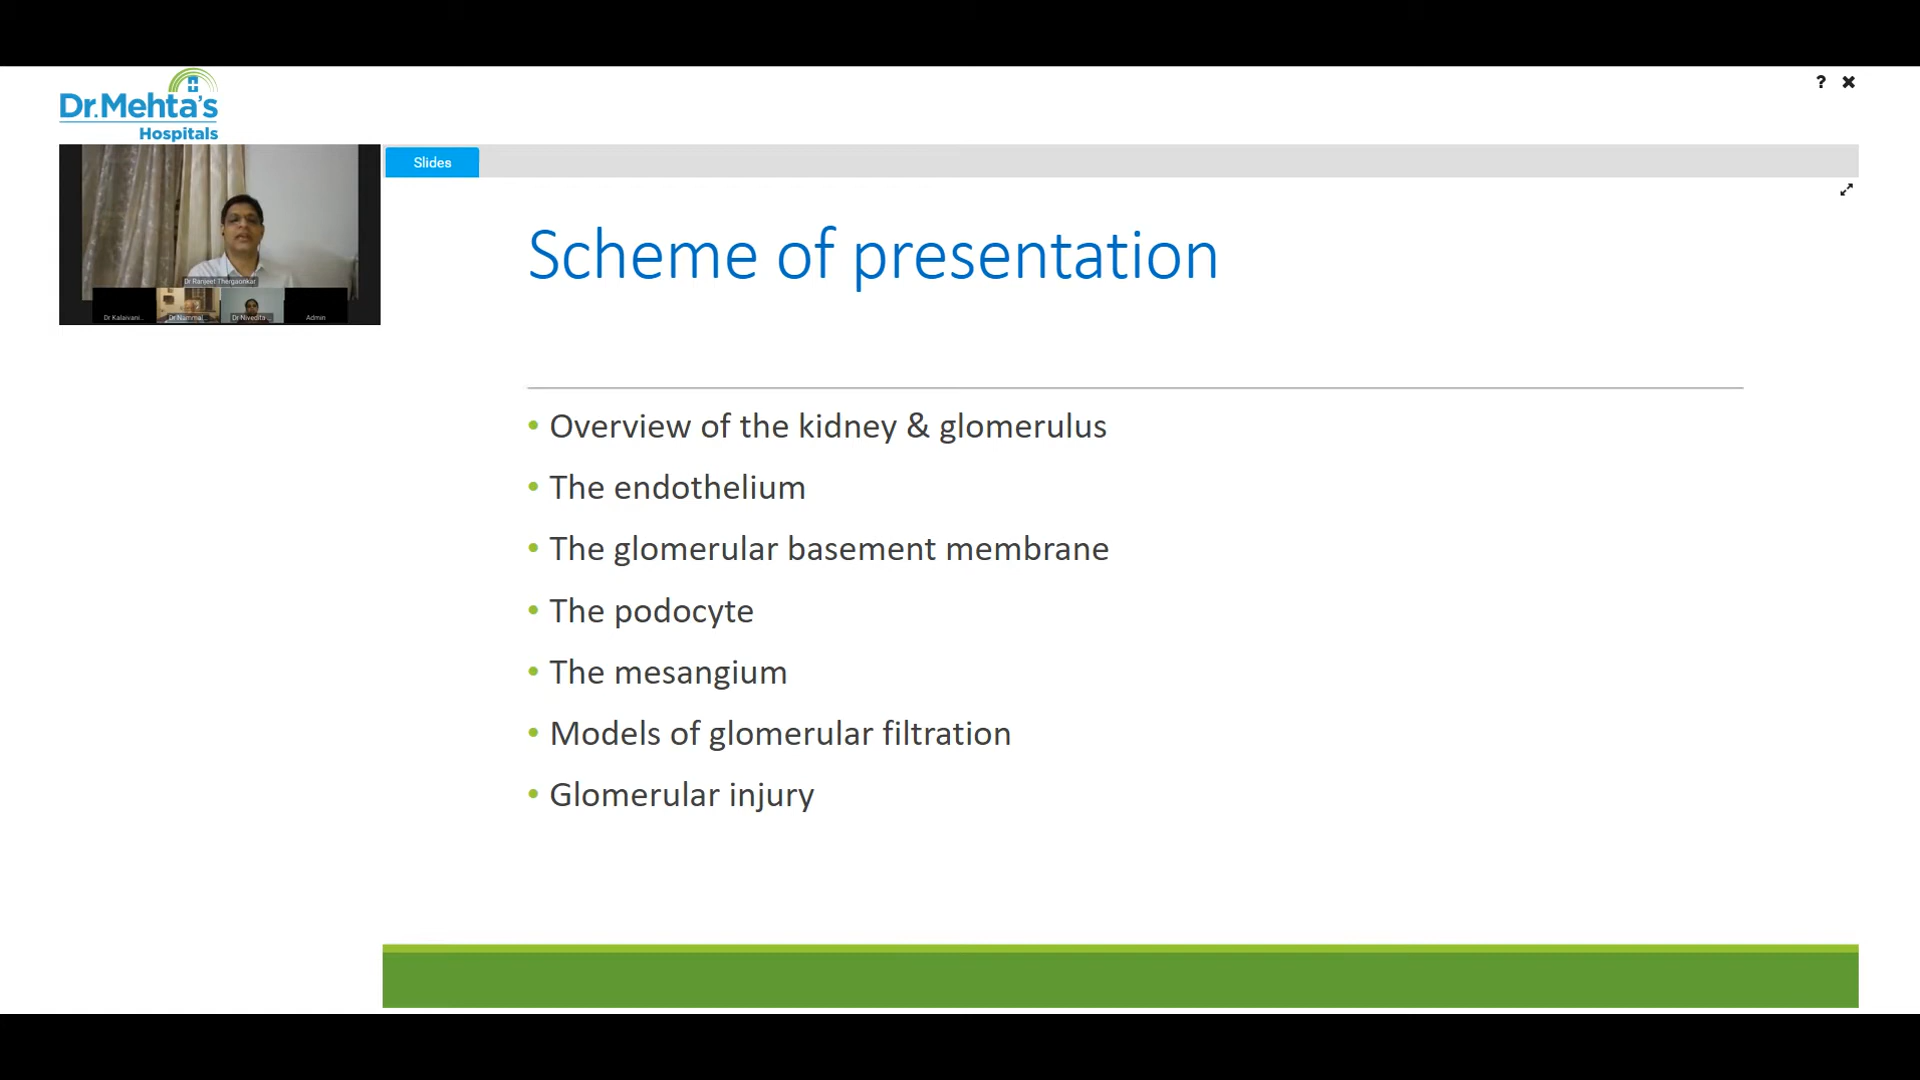 Dr.Mehta's
Hospitals
? ✖
Slides
Dr Ranjeet Thergaonkar
Dr Kalaivani...
Dr Nammal...
Dr Nivedita ...
Admin
Scheme of presentation
• Overview of the kidney & glomerulus
• The endothelium
• The glomerular basement membrane
• The podocyte
• The mesangium
• Models of glomerular filtration
• Glomerular injury